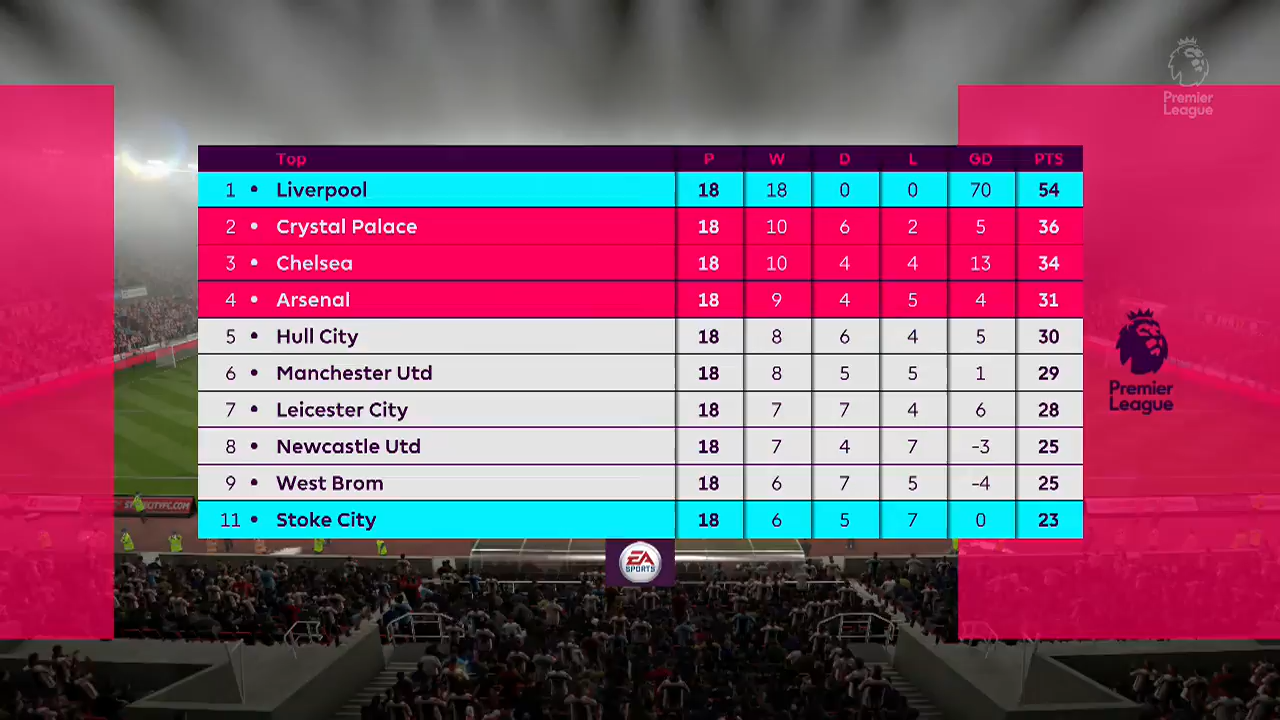 Premier
League
Top P W D L GD PTS
1 • Liverpool 18 18 0 0 70 54
2 • Crystal Palace 18 10 6 2 5 36
3 • Chelsea 18 10 4 4 13 34
4 • Arsenal 18 9 4 5 4 31
5 • Hull City 18 8 6 4 5 30
6 • Manchester Utd 18 8 5 5 1 29
7 • Leicester City 18 7 7 4 6 28
8 • Newcastle Utd 18 7 4 7 -3 25
9 • West Brom 18 6 7 5 -4 25
11 • Stoke City 18 6 5 7 0 23
Premier
League
EA
SPORTS